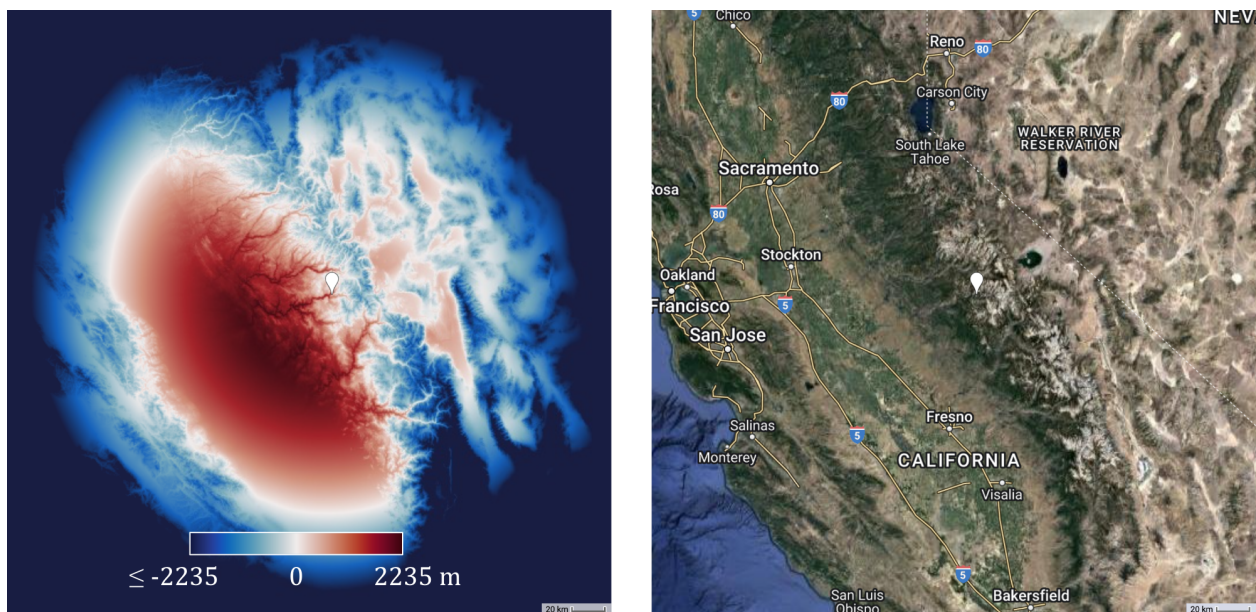 ≤ -2235 0 2235 m
20 km
5
Chico
NEV
Reno
80
80
Carson City
WALKER RIVER
RESERVATION
South Lake
Tahoe
Sacramento
Rosa
80
Stockton
Oakland
Francisco
5
San Jose
Salinas
Fresno
5
Monterey
CALIFORNIA
Visalia
5
San Luis
Obispo
Bakersfield
20 km